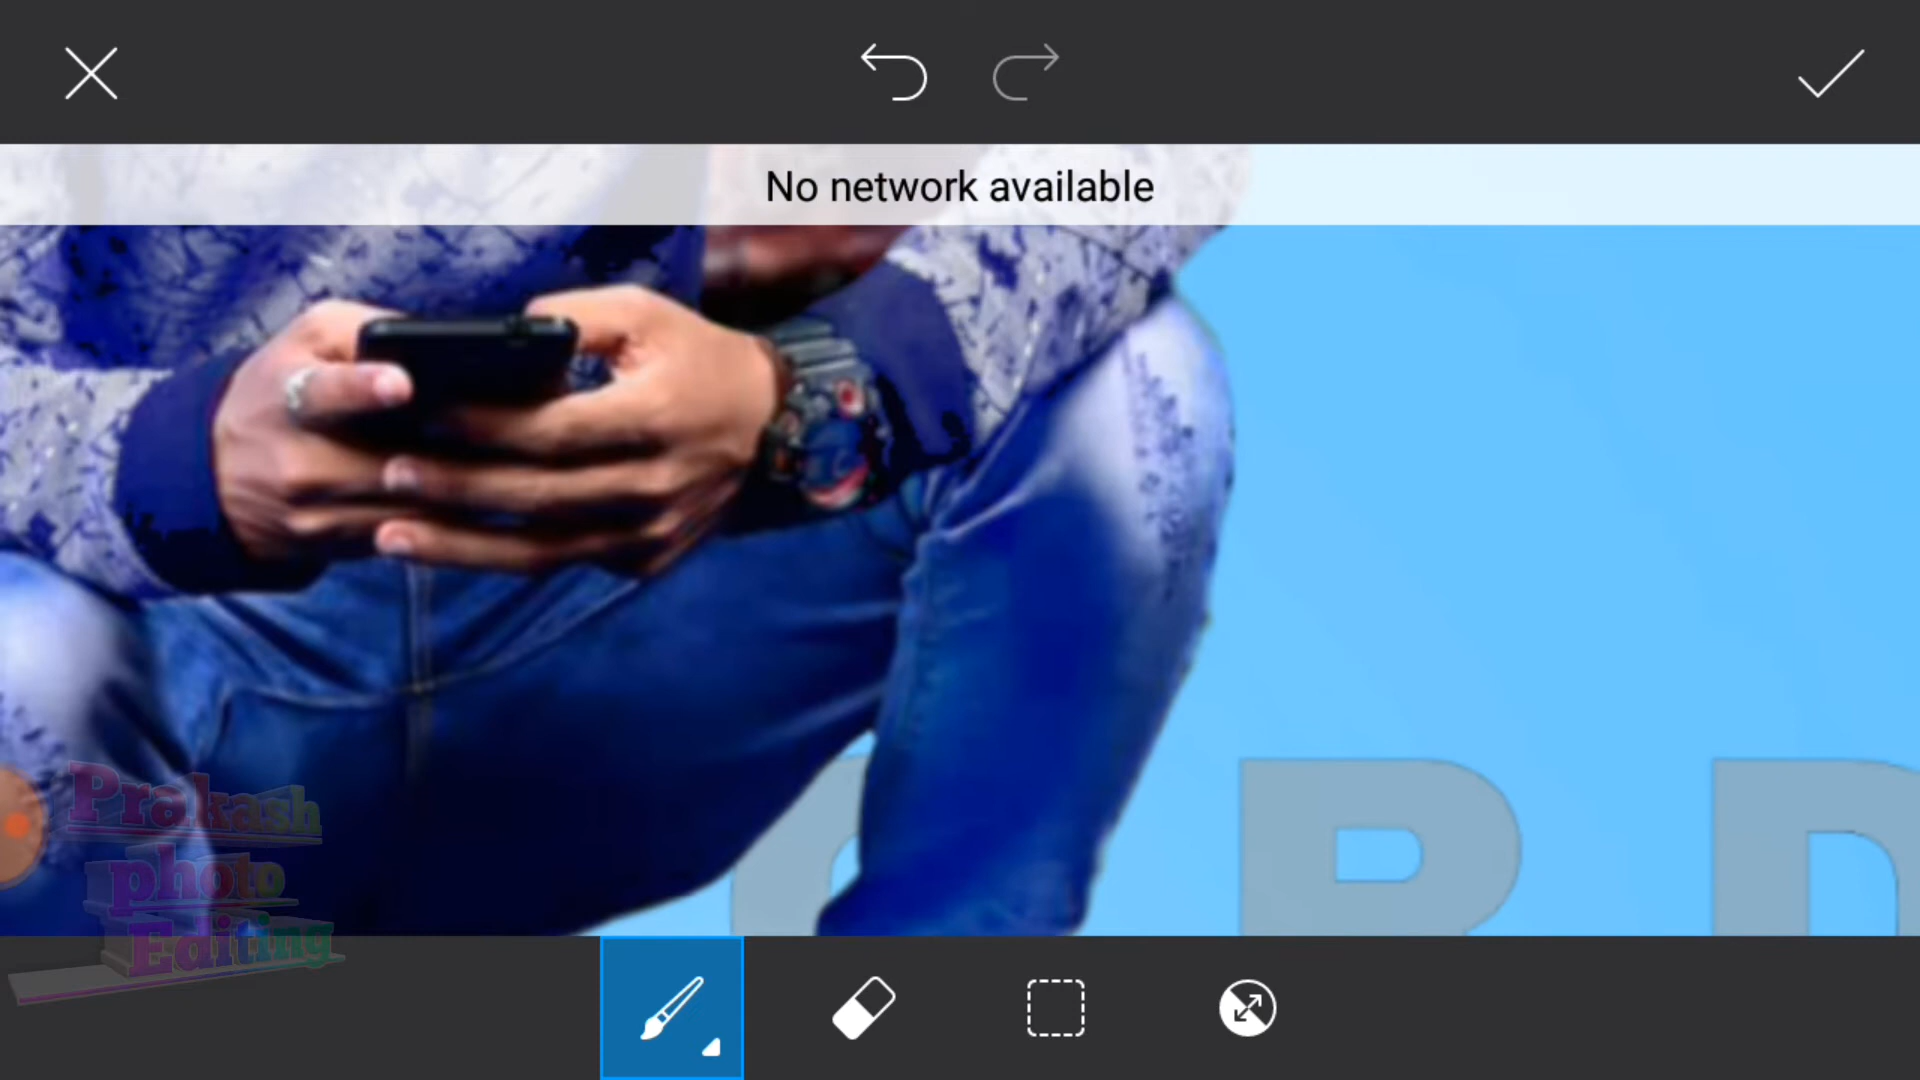 No network available
Prakash
photo
Editing
R D